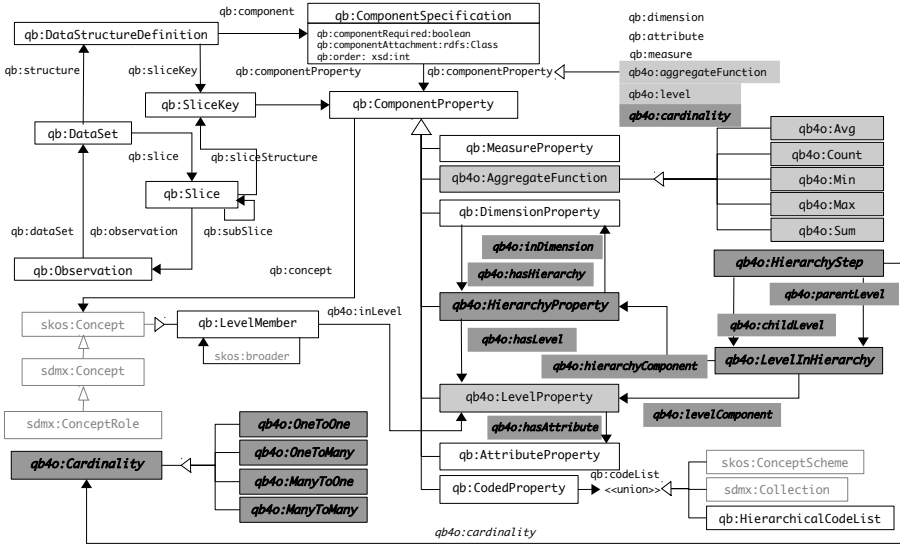 qb:component
qb:ComponentSpecification
qb:componentRequired:boolean
qb:componentAttachment:rdfs:Class
qb:order: xsd:int
qb:DataStructureDefinition
qb:dimension
qb:attribute
qb:measure
qb4o:aggregateFunction
qb4o:level
qb4o:cardinality
qb:structure
qb:sliceKey
qb:componentProperty
qb:componentProperty
qb:SliceKey
qb:ComponentProperty
qb:DataSet
qb:slice
qb:sliceStructure
qb:MeasureProperty
qb4o:AggregateFunction
qb4o:Avg
qb4o:Count
qb4o:Min
qb4o:Max
qb4o:Sum
qb:Slice
qb:subSlice
qb:dataSet
qb:observation
qb:DimensionProperty
qb4o:inDimension
qb4o:hasHierarchy
qb:Observation
qb:concept
qb4o:HierarchyStep
qb4o:parentLevel
qb4o:HierarchyProperty
qb4o:childLevel
skos:Concept
qb:LevelMember
qb4o:inLevel
skos:broader
qb4o:hasLevel
qb4o:hierarchyComponent
qb4o:LevelInHierarchy
sdmx:Concept
qb4o:LevelProperty
qb4o:levelComponent
sdmx:ConceptRole
qb4o:hasAttribute
qb4o:Cardinality
qb4o:OneToOne
qb4o:OneToMany
qb4o:ManyToOne
qb4o:ManyToMany
qb:AttributeProperty
qb:CodedProperty
qb:codeList
<<union>>
skos:ConceptScheme
sdmx:Collection
qb:HierarchicalCodeList
qb4o:cardinality